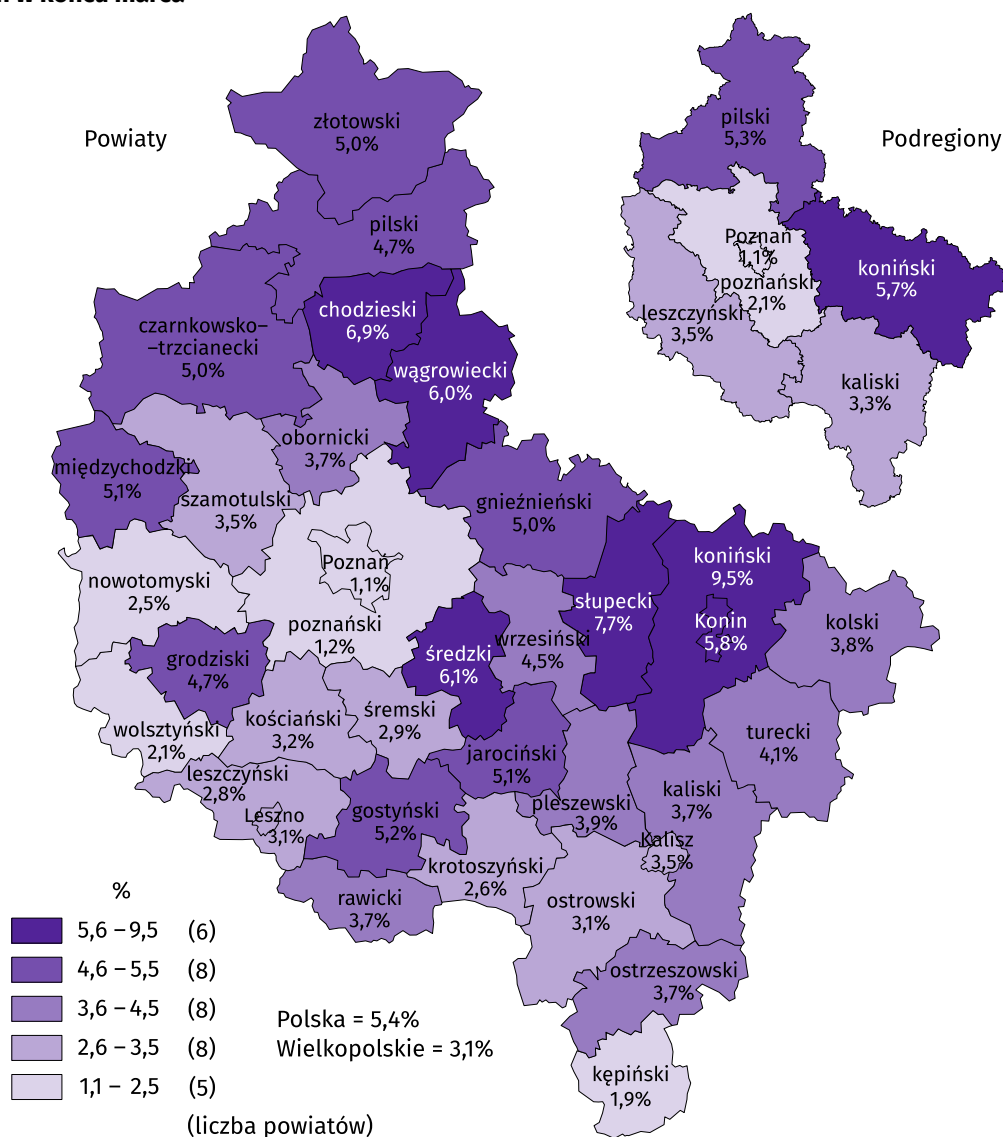 w końca marca
Powiaty
złotowski
5,0%
pilski
4,7%
chodzieski
6,9%
czarnkowsko–
–trzcianecki
5,0%
wągrowiecki
6,0%
obornicki
3,7%
międzychodzki
5,1%
szamotulski
3,5%
gnieźnieński
5,0%
nowotomyski
2,5%
Poznań
1,1%
poznański
1,2%
koniński
9,5%
słupecki
7,7%
Konin
5,8%
kolski
3,8%
wrzesiński
4,5%
średzki
6,1%
grodziski
4,7%
wolsztyński
2,1%
kościański
3,2%
śremski
2,9%
turecki
4,1%
jarociński
5,1%
leszczyński
2,8%
Leszno
3,1%
gostyński
5,2%
pleszewski
3,9%
kaliski
3,7%
Kalisz
3,5%
krotoszyński
2,6%
rawicki
3,7%
ostrowski
3,1%
ostrzeszowski
3,7%
kępiński
1,9%
Podregiony
pilski
5,3%
Poznań
1,1%
poznański
2,1%
koniński
5,7%
leszczyński
3,5%
kaliski
3,3%
%
5,6 – 9,5 (6)
4,6 – 5,5 (8)
3,6 – 4,5 (8)
2,6 – 3,5 (8)
1,1 – 2,5 (5)
(liczba powiatów)
Polska = 5,4%
Wielkopolskie = 3,1%